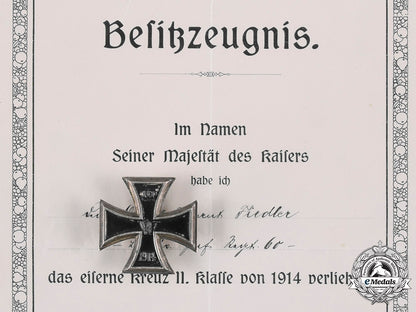 Besitzzeugnis.
Im Namen
Seiner Majestät des Kaisers
habe ich
Fiedler
Regt. 60
das eiserne Kreuz II. Klasse von 1914 verlieh
W
1914
eMedals